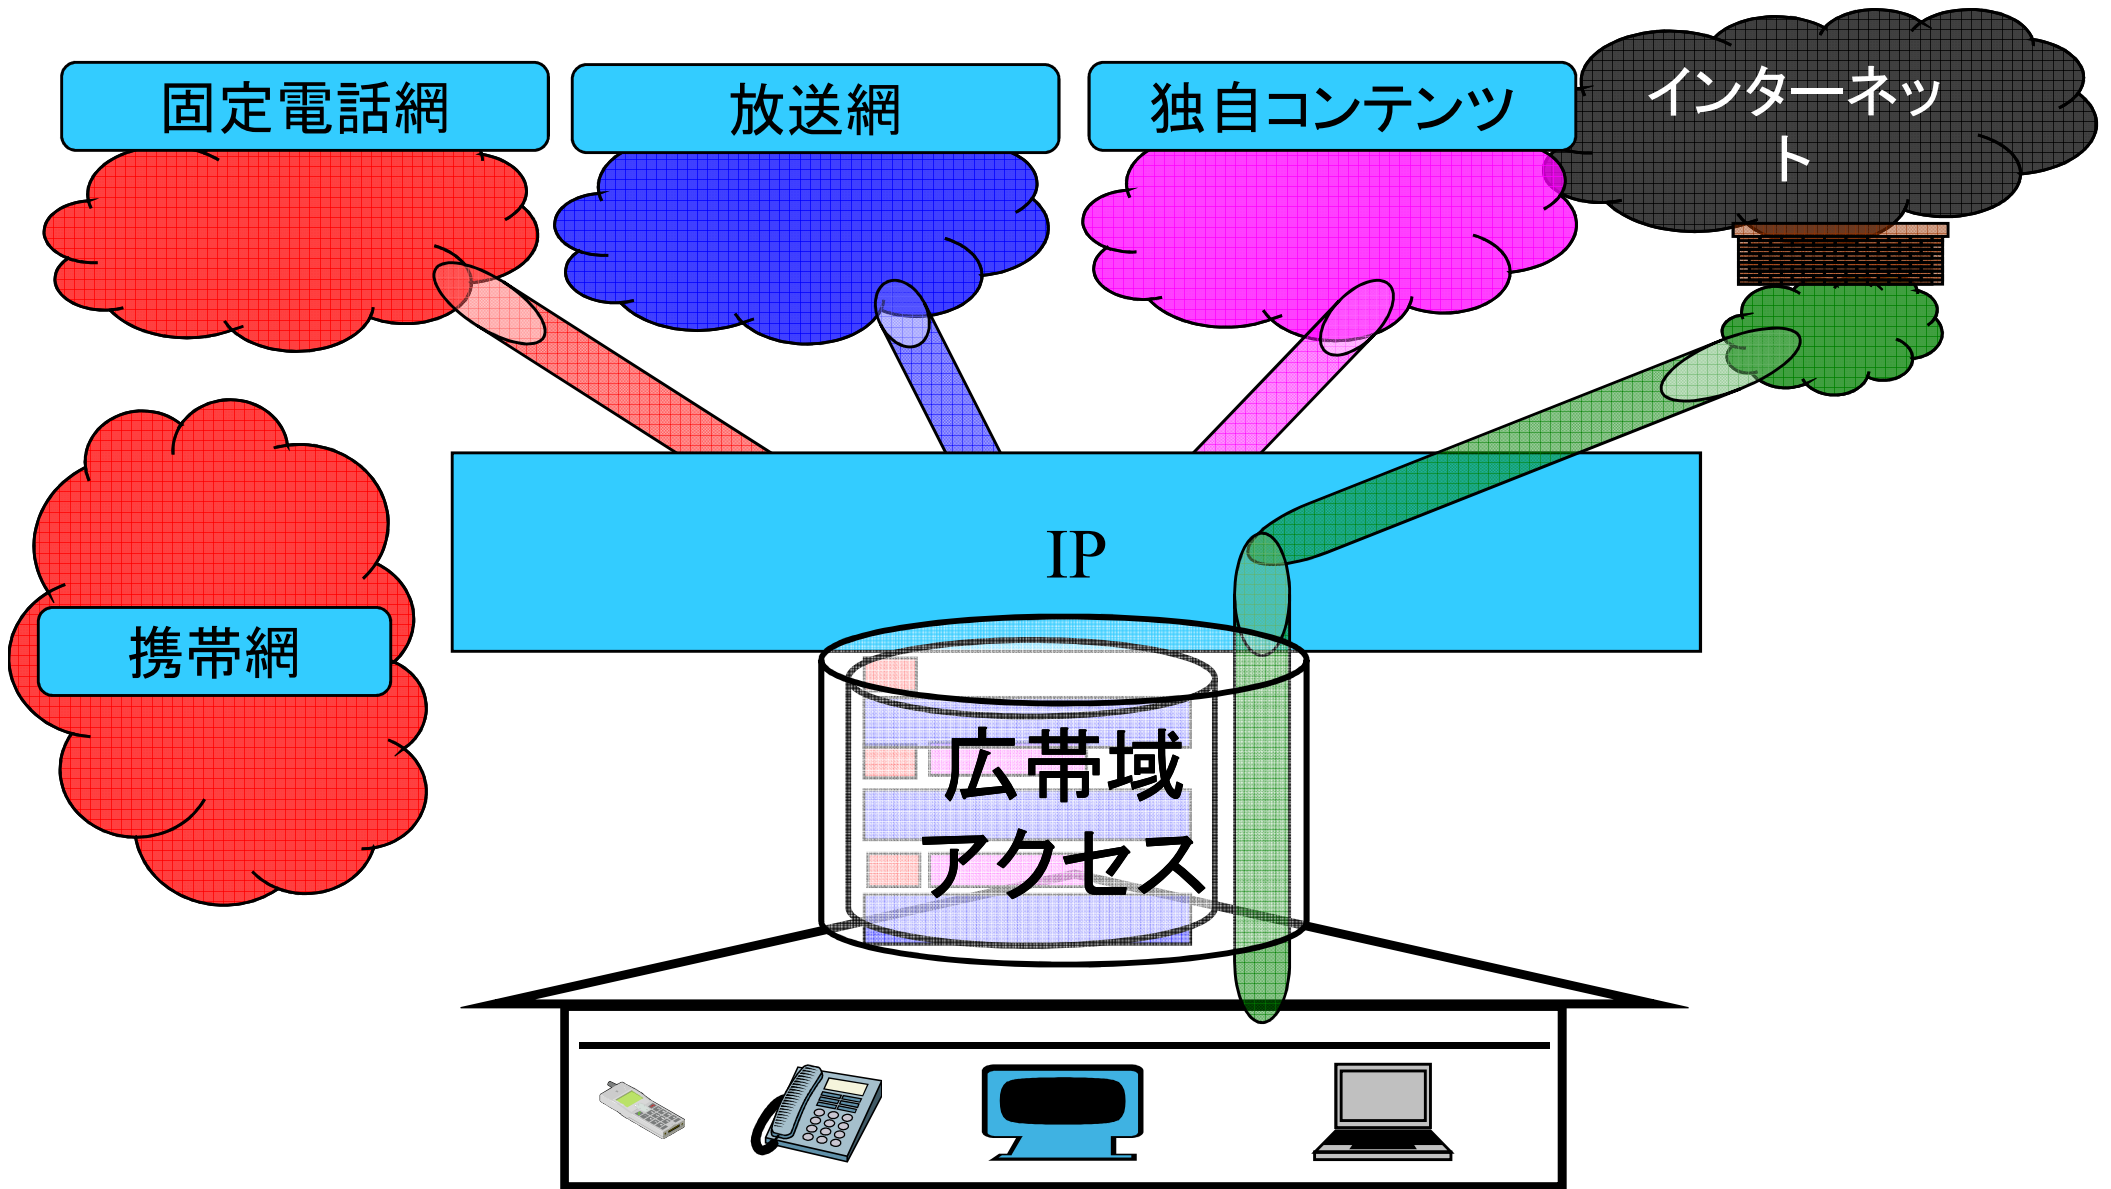 固定電話網
放送網
独自コンテンツ
インターネッ
ト
IP
携帯網
広帯域
アクセス